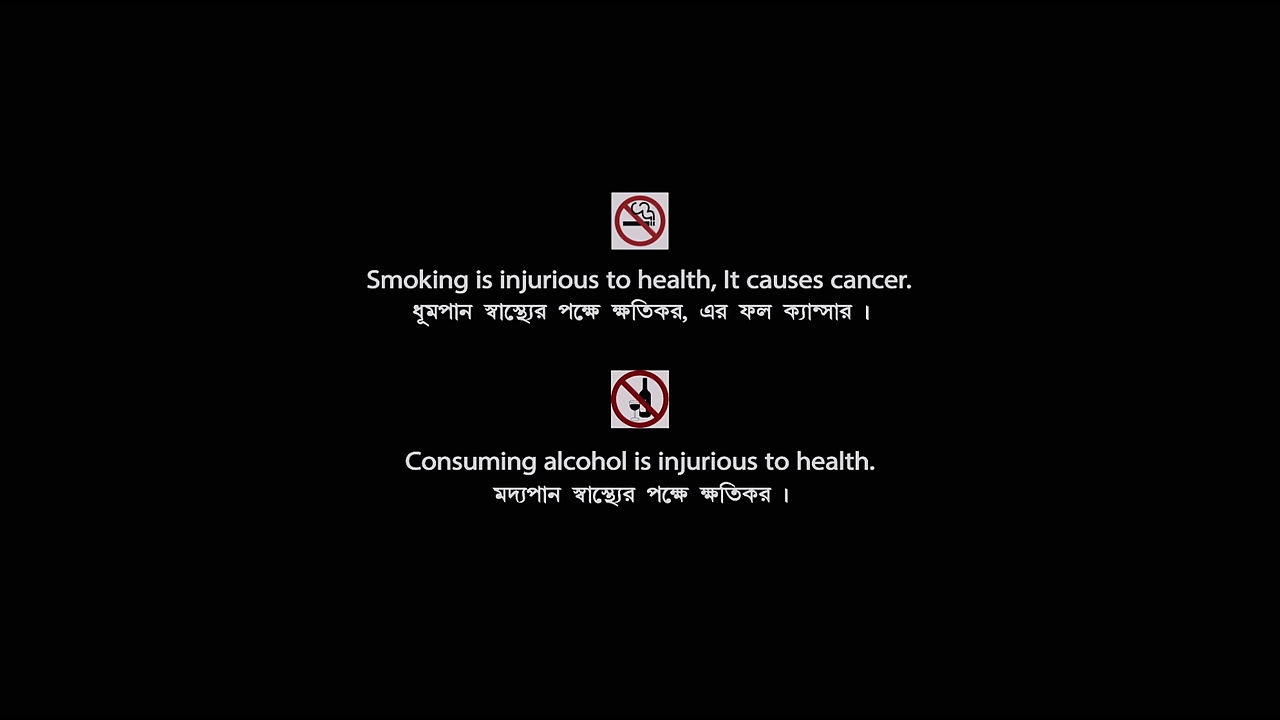 Smoking is injurious to health, It causes cancer.
ধূমপান স্বাস্থ্যের পক্ষে ক্ষতিকর, এর ফল ক্যান্সার ।
Consuming alcohol is injurious to health.
মদ্যপান স্বাস্থ্যের পক্ষে ক্ষতিকর ।